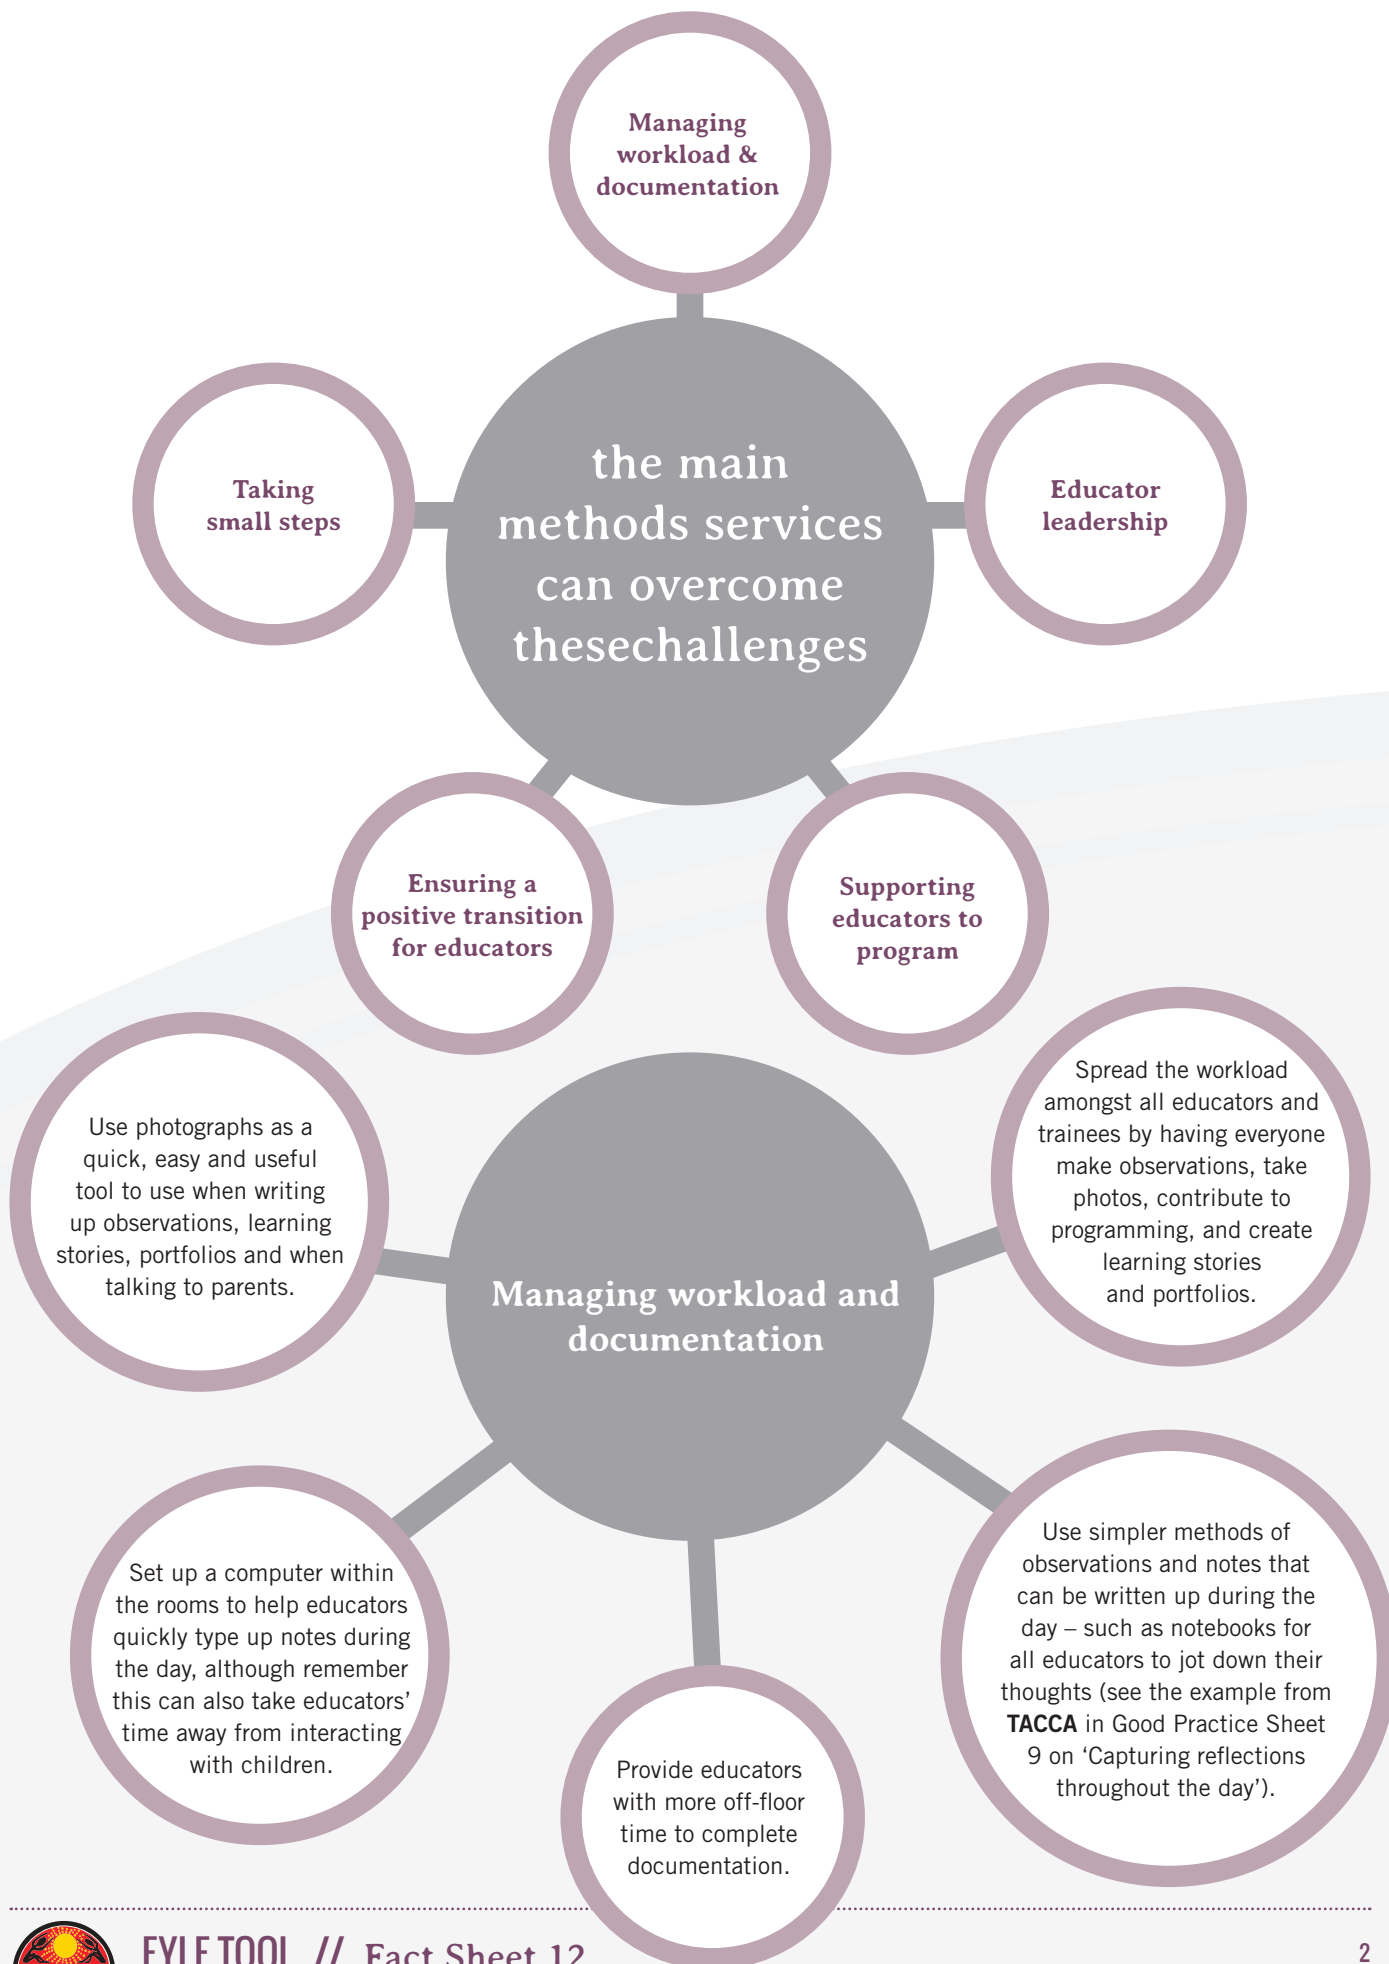 Managing
workload &
documentation
the main
methods services
can overcome
thesechallenges
Taking
small steps
Educator
leadership
Ensuring a
positive transition
for educators
Supporting
educators to
program
Use photographs as a
quick, easy and useful
tool to use when writing
up observations, learning
stories, portfolios and when
talking to parents.
Spread the workload
amongst all educators and
trainees by having everyone
make observations, take
photos, contribute to
programming, and create
learning stories
and portfolios.
Managing workload and
documentation
Set up a computer within
the rooms to help educators
quickly type up notes during
the day, although remember
this can also take educators’
time away from interacting
with children.
Provide educators
with more off-floor
time to complete
documentation.
Use simpler methods of
observations and notes that
can be written up during the
day – such as notebooks for
all educators to jot down their
thoughts (see the example from
TACCA in Good Practice Sheet
9 on ‘Capturing reflections
throughout the day’).
EYLF TOOL // Fact Sheet 12
2